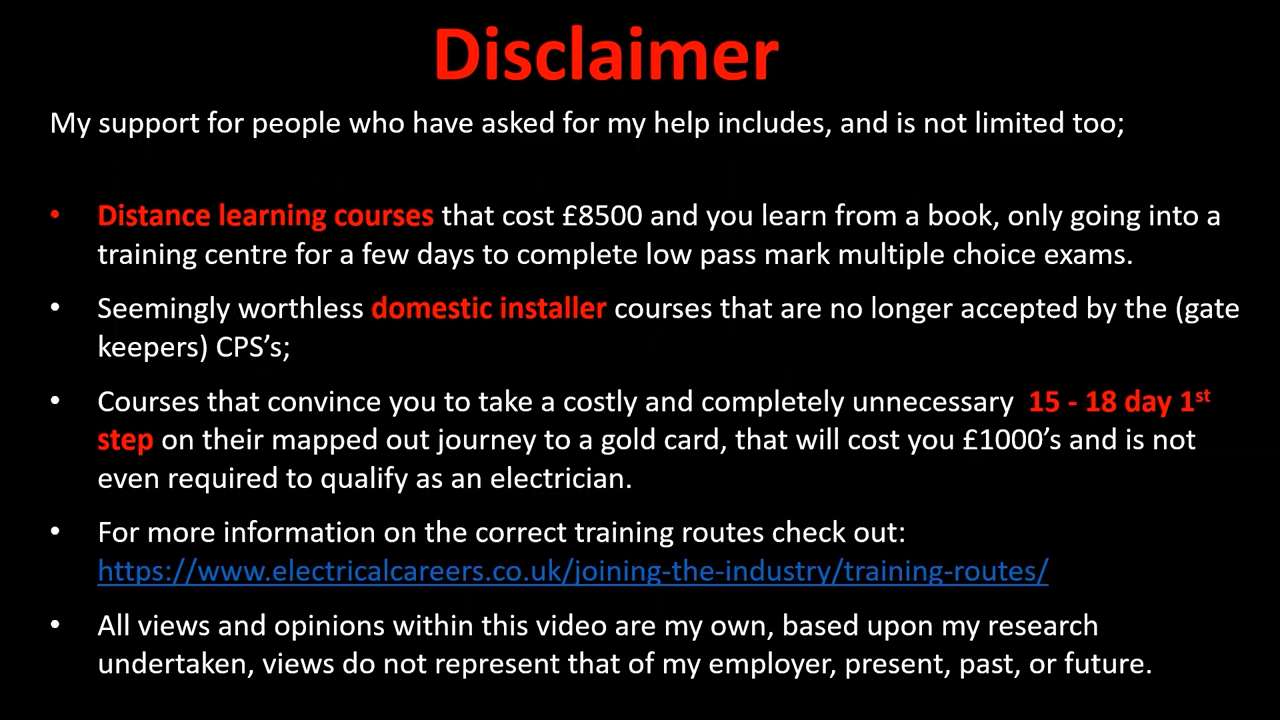 Disclaimer
My support for people who have asked for my help includes, and is not limited too;
• Distance learning courses that cost £8500 and you learn from a book, only going into a
training centre for a few days to complete low pass mark multiple choice exams.
• Seemingly worthless domestic installer courses that are no longer accepted by the (gate
keepers) CPS’s;
• Courses that convince you to take a costly and completely unnecessary 15 - 18 day 1st
step on their mapped out journey to a gold card, that will cost you £1000’s and is not
even required to qualify as an electrician.
• For more information on the correct training routes check out:
https://www.electricalcareers.co.uk/joining-the-industry/training-routes/
• All views and opinions within this video are my own, based upon my research
undertaken, views do not represent that of my employer, present, past, or future.